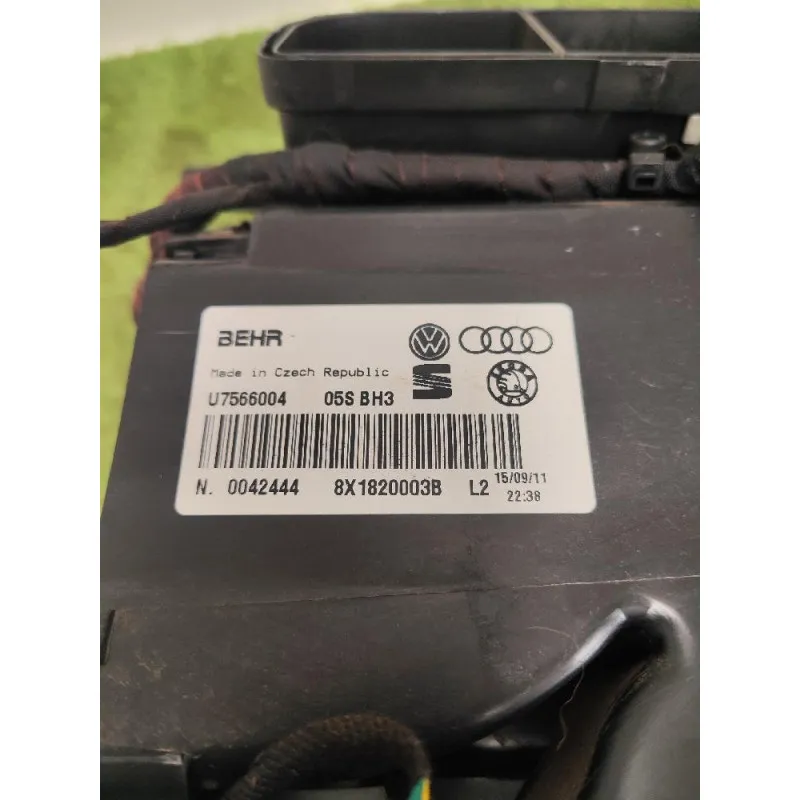 BEHR
Made in Czech Republic
U7566004 05S BH3
N. 0042444 8X1820003B L2 15/09/11
22:38